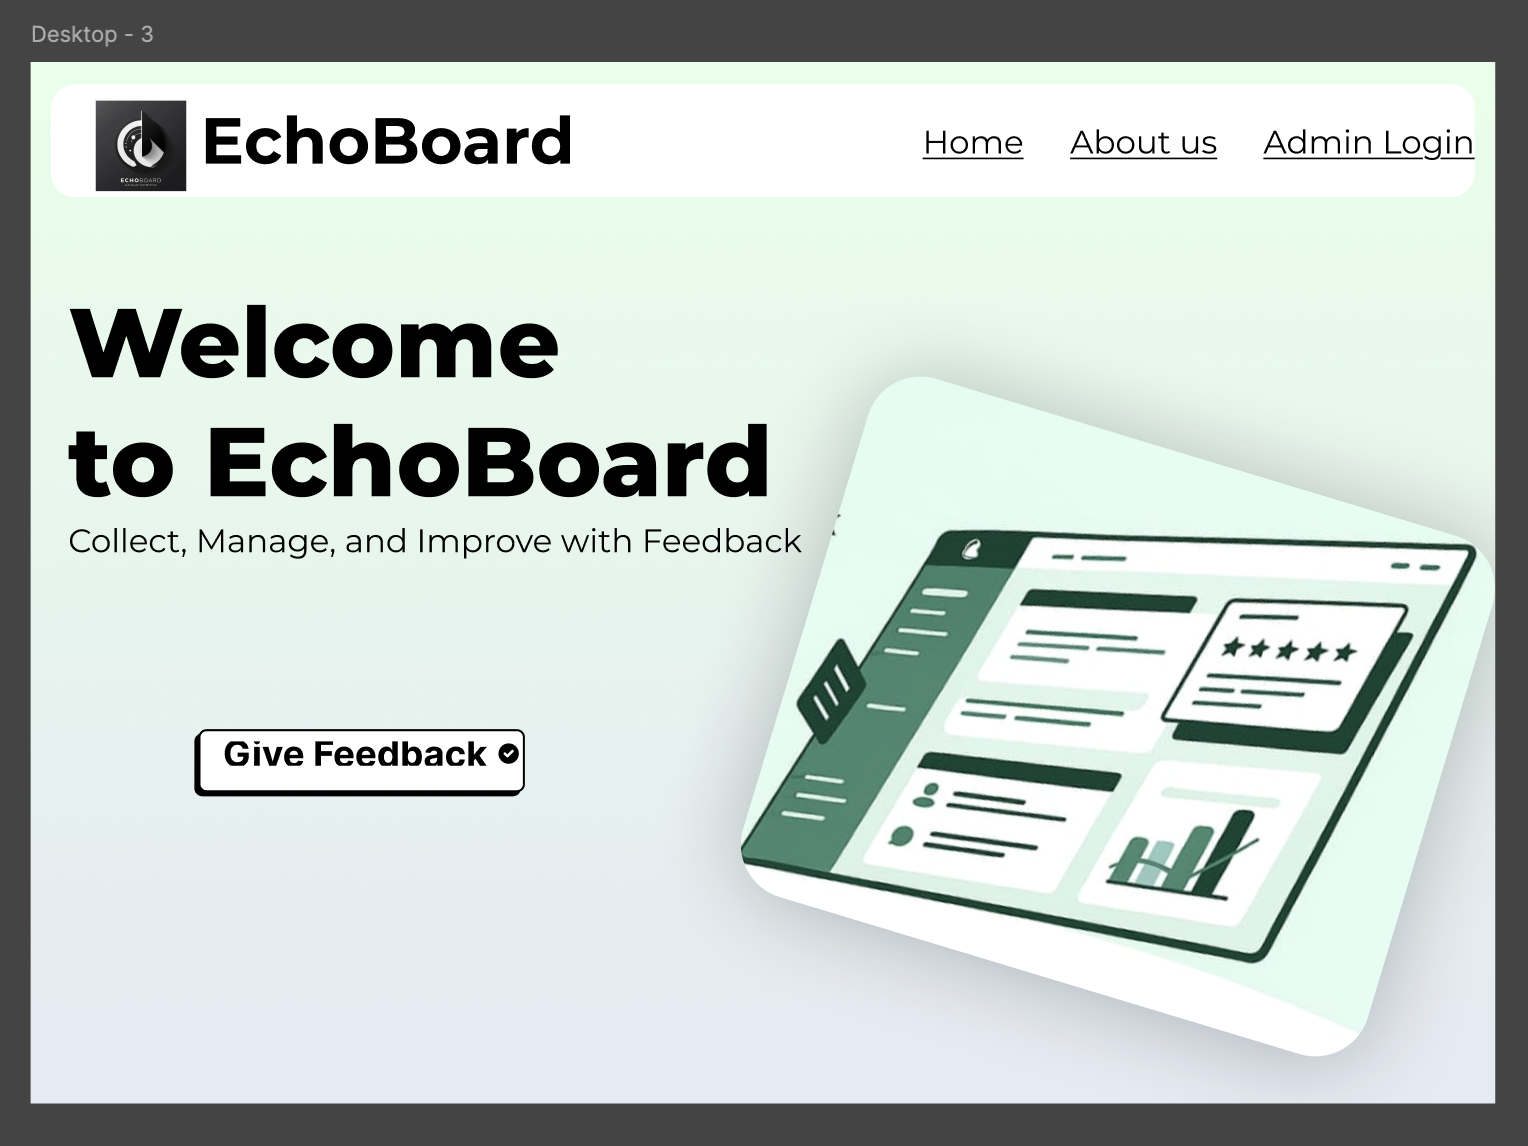 Desktop - 3
ECHOBOARD
EchoBoard
Home
About us
Admin Login
Welcome
to EchoBoard
Collect, Manage, and Improve with Feedback
Give Feedback